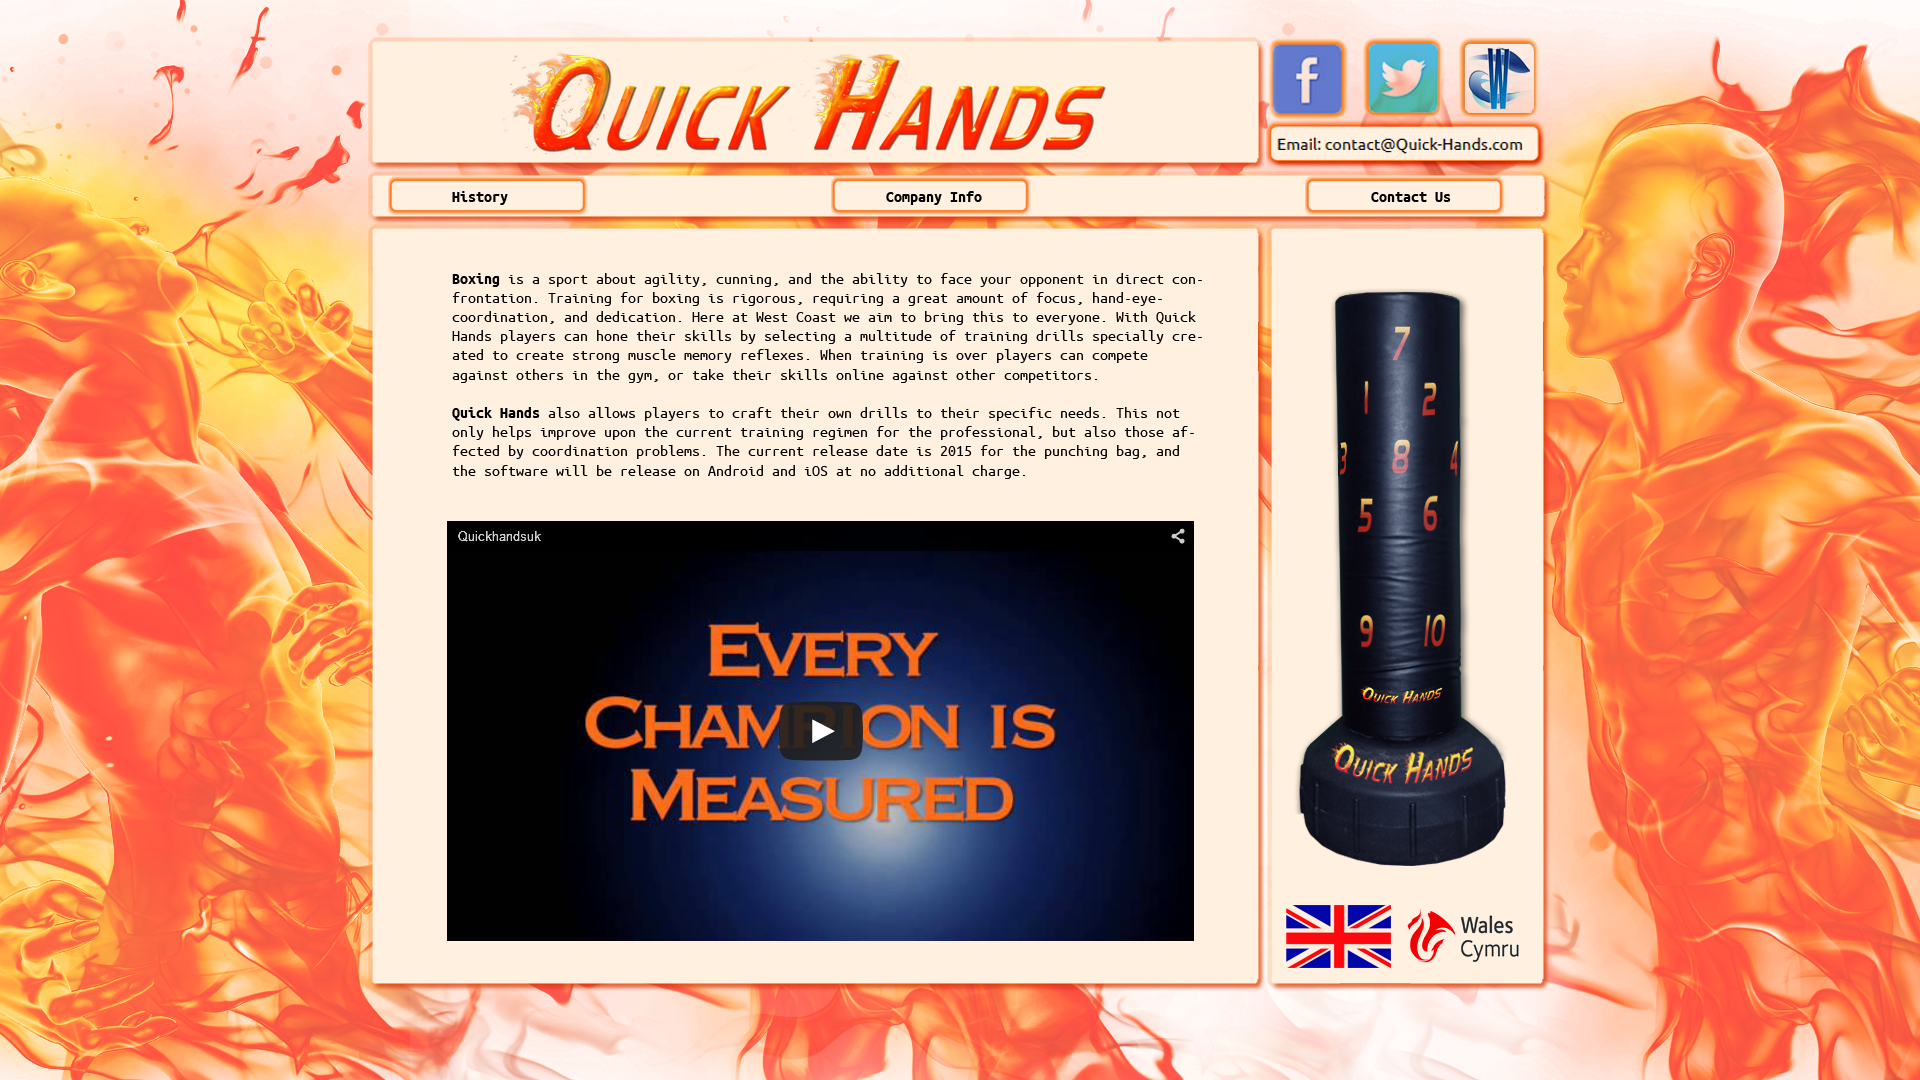 Quick Hands
f
W
Email: contact@Quick-Hands.com
History
Company Info
Contact Us
Boxing is a sport about agility, cunning, and the ability to face your opponent in direct con-
frontation. Training for boxing is rigorous, requiring a great amount of focus, hand-eye-
coordination, and dedication. Here at West Coast we aim to bring this to everyone. With Quick
Hands players can hone their skills by selecting a multitude of training drills specially cre-
ated to create strong muscle memory reflexes. When training is over players can compete
against others in the gym, or take their skills online against other competitors.
Quick Hands also allows players to craft their own drills to their specific needs. This not
only helps improve upon the current training regimen for the professional, but also those af-
fected by coordination problems. The current release date is 2015 for the punching bag, and
the software will be release on Android and iOS at no additional charge.
Quickhandsuk
Every
Champion is
Measured
7
1 2
3 8 4
5 6
9 10
Quick Hands
Quick Hands
Wales
Cymru